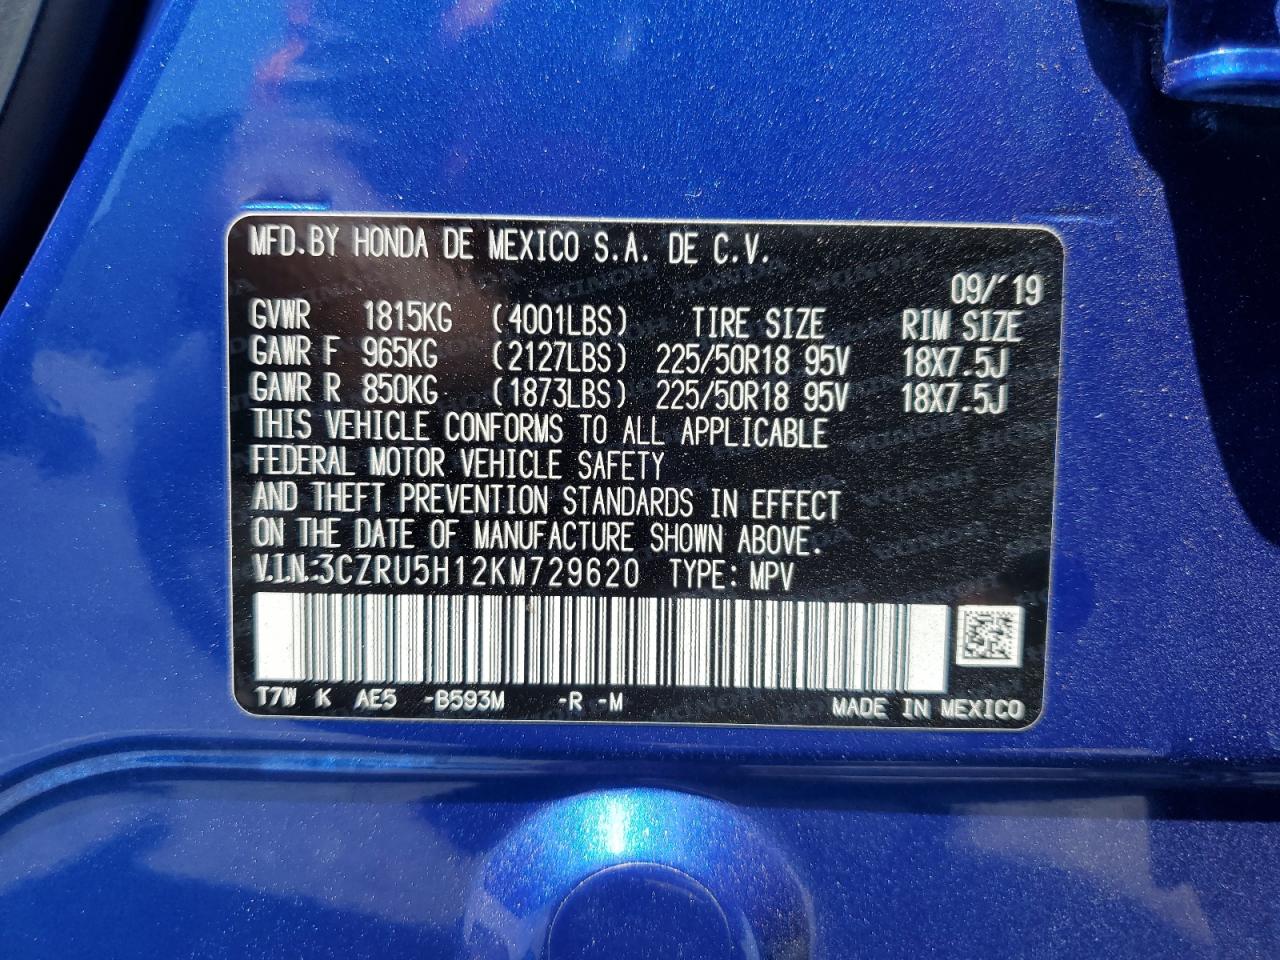 MFD.BY HONDA DE MEXICO S.A. DE C.V.
09/'19
GVWR 1815KG (4001LBS) TIRE SIZE RIM SIZE
GAWR F 965KG (2127LBS) 225/50R18 95V 18X7.5J
GAWR R 850KG (1873LBS) 225/50R18 95V 18X7.5J
THIS VEHICLE CONFORMS TO ALL APPLICABLE
FEDERAL MOTOR VEHICLE SAFETY
AND THEFT PREVENTION STANDARDS IN EFFECT
ON THE DATE OF MANUFACTURE SHOWN ABOVE.
V.I.N:3CZRU5H12KM729620 TYPE: MPV
T7W K AE5 -B593M -R -M MADE IN MEXICO